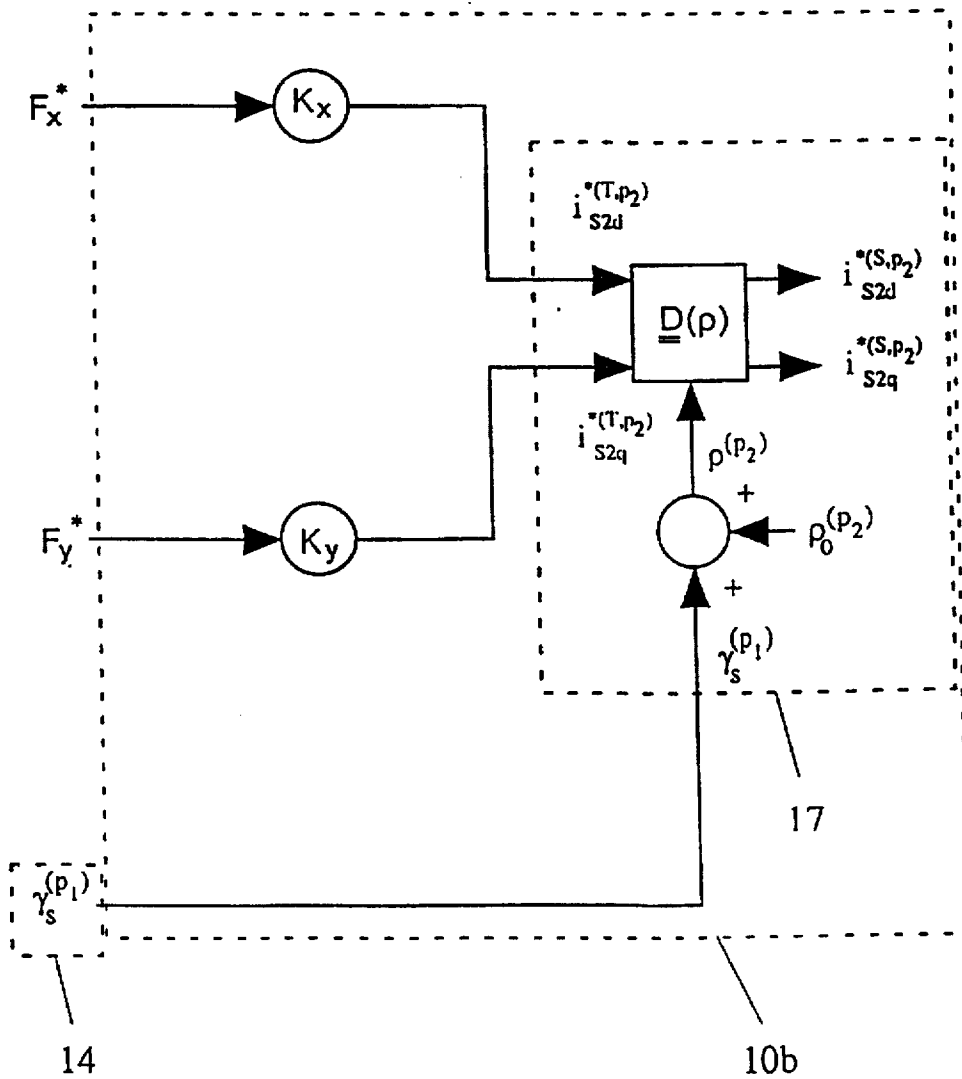 F_x^*
K_x
i_{S2d}^{*(T,p_2)}
i_{S2d}^{*(S,p_2)}
D(ρ)
i_{S2q}^{*(S,p_2)}
i_{S2q}^{*(T,p_2)}
ρ^{(p_2)}
+
F_y^*
K_y
ρ_0^{(p_2)}
+
γ_s^{(p_1)}
17
γ_s^{(p_1)}
14
10b